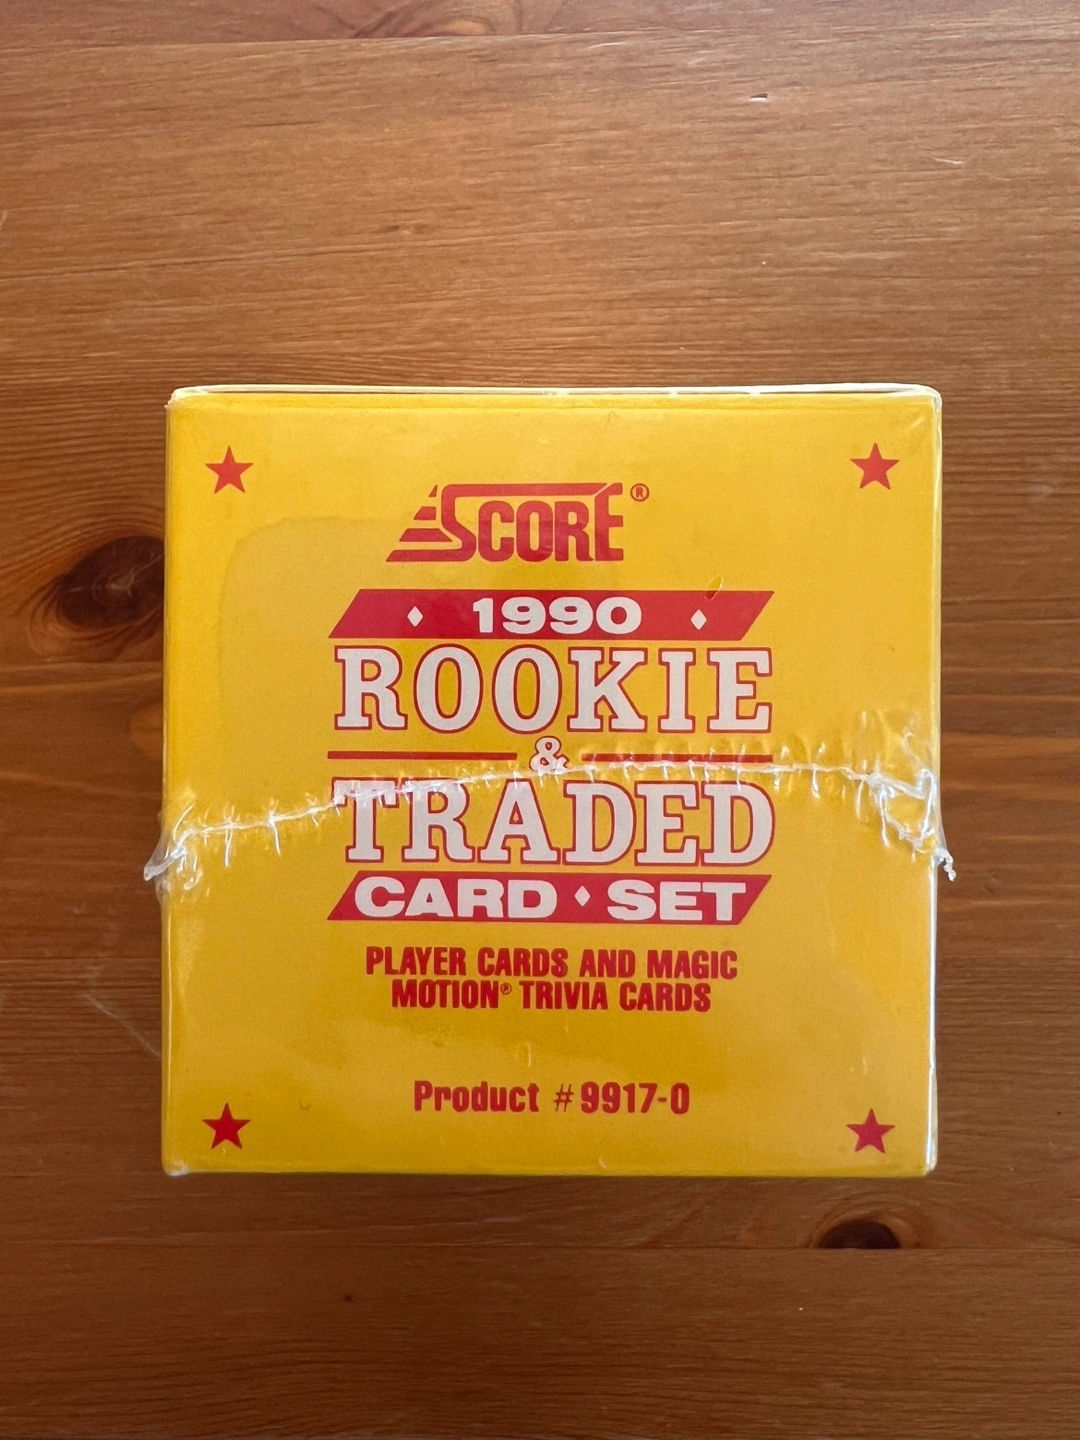 SCORE®
1990
ROOKIE
&
TRADED
CARD • SET
PLAYER CARDS AND MAGIC
MOTION® TRIVIA CARDS
Product #9917-0